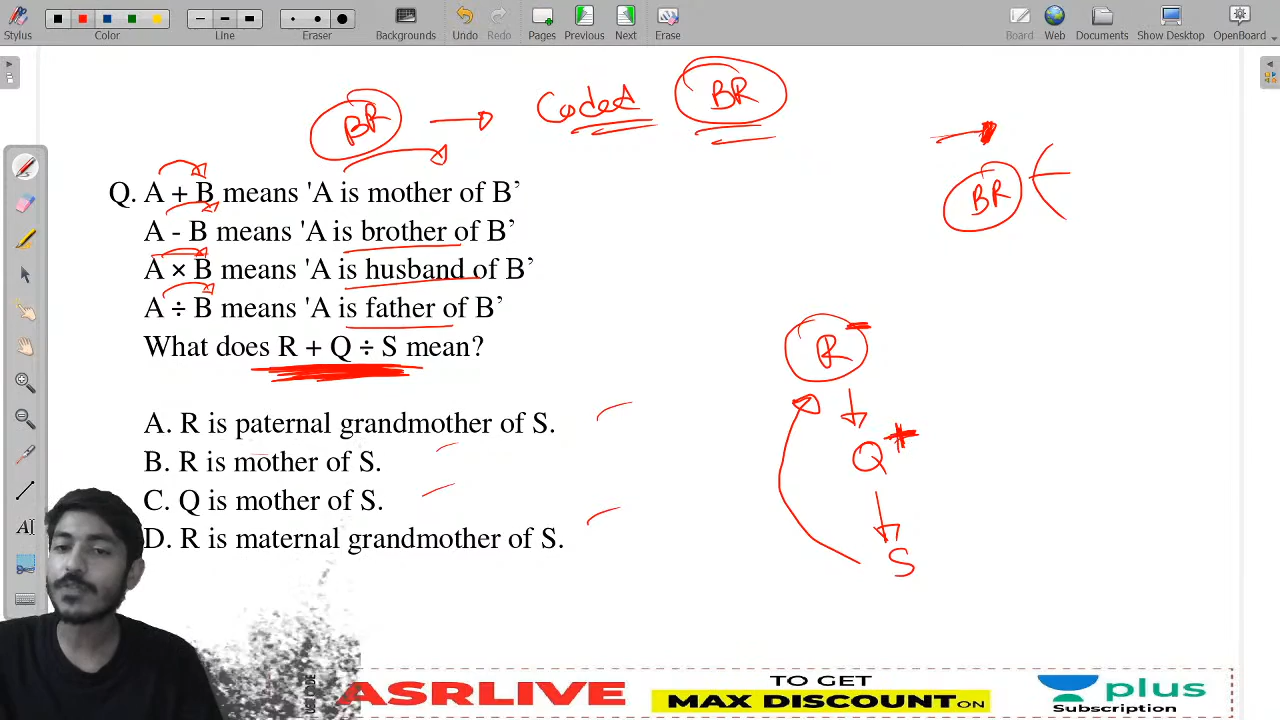 Stylus
Color
Line
Eraser
Backgrounds
Undo
Redo
Pages
Previous
Next
Erase
Board
Web
Documents
Show Desktop
OpenBoard
BR → Coded BR
BR
Q. A + B means 'A is mother of B’
A - B means 'A is brother of B’
A × B means 'A is husband of B’
A ÷ B means 'A is father of B’
What does R + Q ÷ S mean?
A. R is paternal grandmother of S.
B. R is mother of S.
C. Q is mother of S.
D. R is maternal grandmother of S.
R
Q
S
ASRLIVE
TO GET
MAX DISCOUNT ON
plus
Subscription